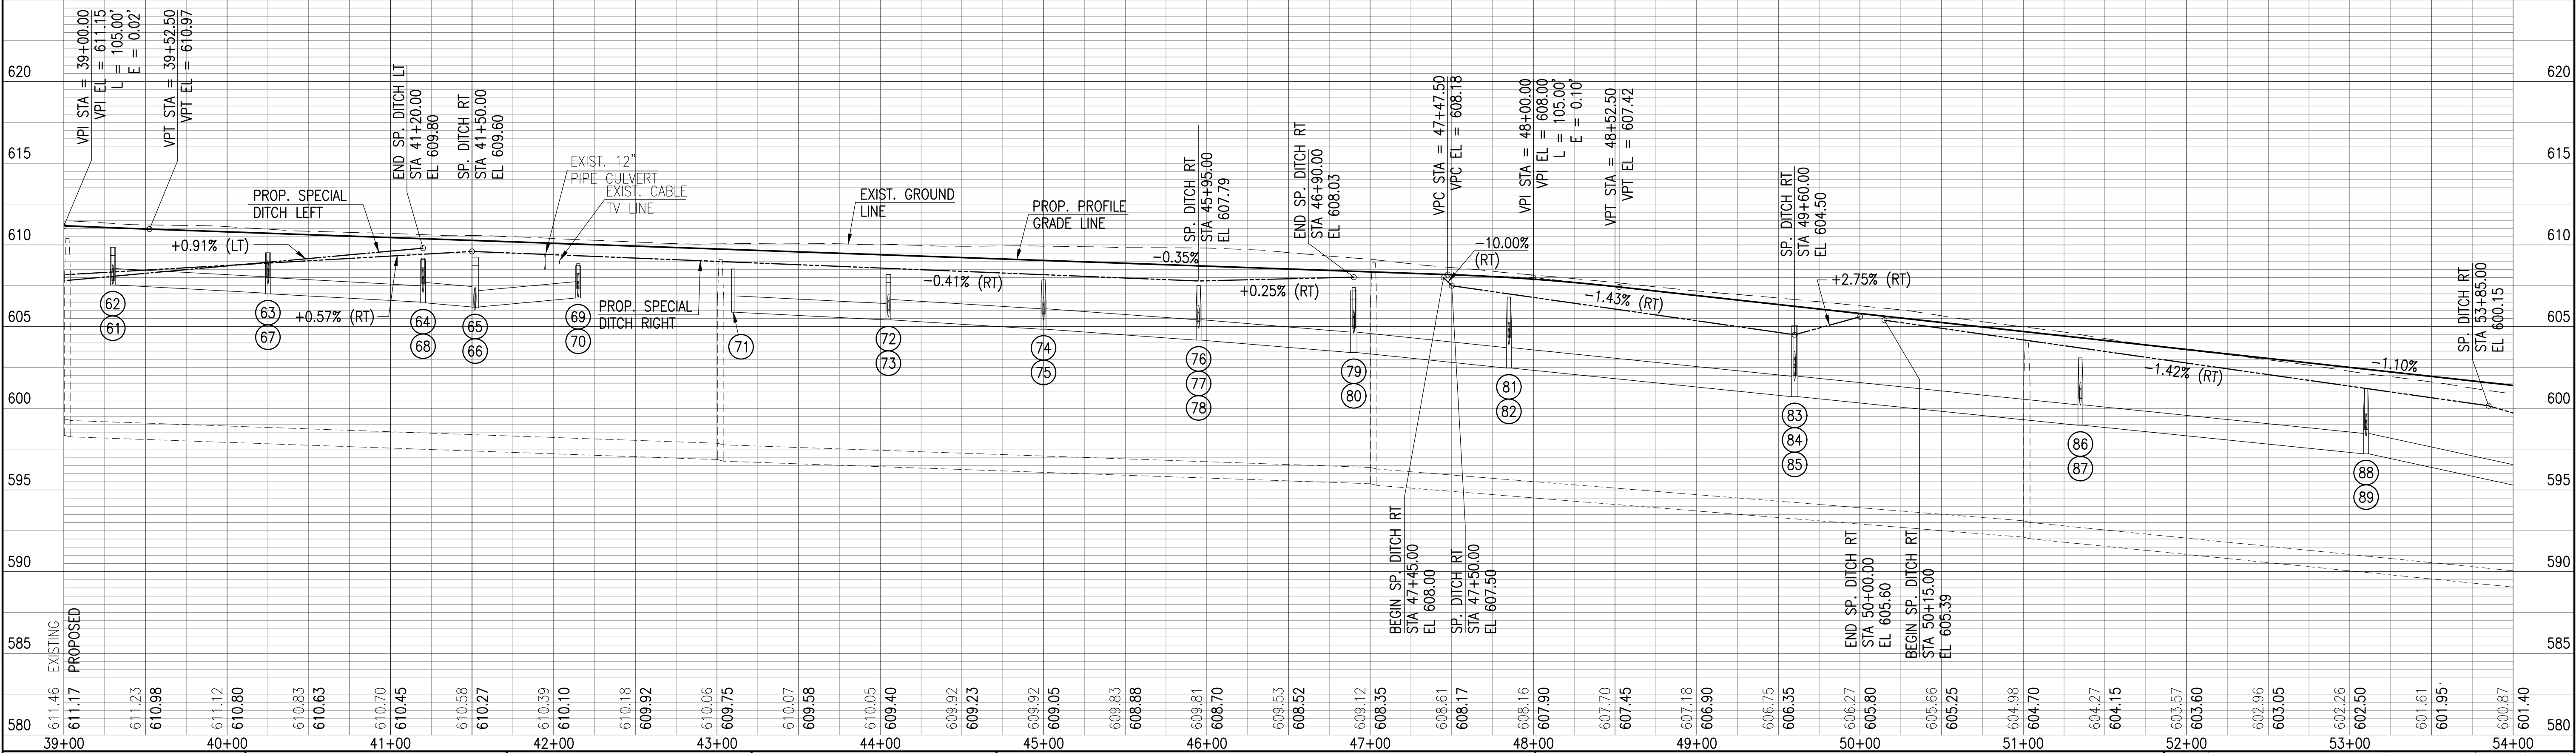 VPI STA = 39+00.00
VPI EL = 611.15
L = 105.00'
E = 0.02'
VPT STA = 39+52.50
VPT EL = 610.97
END SP. DITCH LT
STA 41+20.00
EL 609.80
SP. DITCH RT
STA 41+50.00
EL 609.60
EXIST. 12"
PIPE CULVERT
EXIST. CABLE
TV LINE
PROP. SPECIAL
DITCH LEFT
EXIST. GROUND
LINE
PROP. PROFILE
GRADE LINE
SP. DITCH RT
STA 45+95.00
EL 607.79
END SP. DITCH RT
STA 46+90.00
EL 608.03
VPC STA = 47+47.50
VPC EL = 608.18
VPI STA = 48+00.00
VPI EL = 608.00
L = 105.00'
E = 0.10'
VPT STA = 48+52.50
VPT EL = 607.42
SP. DITCH RT
STA 49+60.00
EL 604.50
SP. DITCH RT
STA 53+85.00
EL 600.15
620
615
610
605
600
595
590
585
580
620
615
610
605
600
595
590
585
580
+0.91% (LT)
+0.57% (RT)
PROP. SPECIAL
DITCH RIGHT
-0.41% (RT)
-0.35%
+0.25% (RT)
-10.00%
(RT)
-1.43% (RT)
+2.75% (RT)
-1.42% (RT)
-1.10%
62
61
63
67
64
68
65
66
69
70
71
72
73
74
75
76
77
78
79
80
81
82
83
84
85
86
87
88
89
BEGIN SP. DITCH RT
STA 47+45.00
EL 608.00
SP. DITCH RT
STA 47+50.00
EL 607.50
END SP. DITCH RT
STA 50+00.00
EL 605.60
BEGIN SP. DITCH RT
STA 50+15.00
EL 605.39
611.46 EXISTING
611.17 PROPOSED
611.23
610.98
611.12
610.80
610.83
610.63
610.70
610.45
610.58
610.27
610.39
610.10
610.18
609.92
610.06
609.75
610.07
609.58
610.05
609.40
609.92
609.23
609.92
609.05
609.83
608.88
609.81
608.70
609.53
608.52
609.12
608.35
608.61
608.17
608.16
607.90
607.70
607.45
607.18
606.90
606.75
606.35
606.27
605.80
605.66
605.25
604.98
604.70
604.27
604.15
603.57
603.60
602.96
603.05
602.26
602.50
601.61
601.95
600.87
601.40
39+00
40+00
41+00
42+00
43+00
44+00
45+00
46+00
47+00
48+00
49+00
50+00
51+00
52+00
53+00
54+00